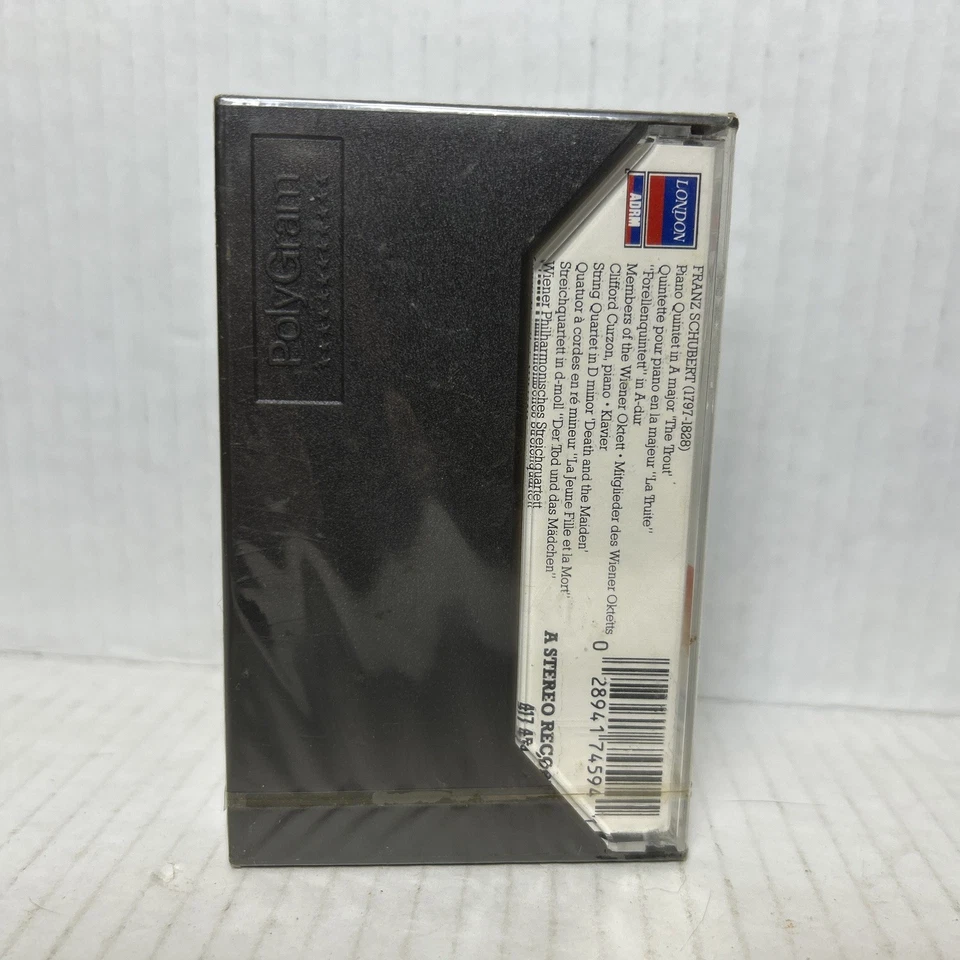 PolyGram
LONDON
ADRM
FRANZ SCHUBERT (1797-1828)
Piano Quintet in A major 'The Trout'
Quintette pour piano en la majeur "La Truite"
"Forellenquintett" in A-dur
Members of the Wiener Oktett • Mitglieder des Wiener Oktetts
Clifford Curzon, piano • Klavier
String Quartet in D minor 'Death and the Maiden'
Quatuor à cordes en ré mineur "La Jeune Fille et la Mort"
Streichquartett in d-moll "Der Tod und das Mädchen"
Wiener Philharmonisches Streichquartett
0 28941 74594
A STEREO RECO
417 459